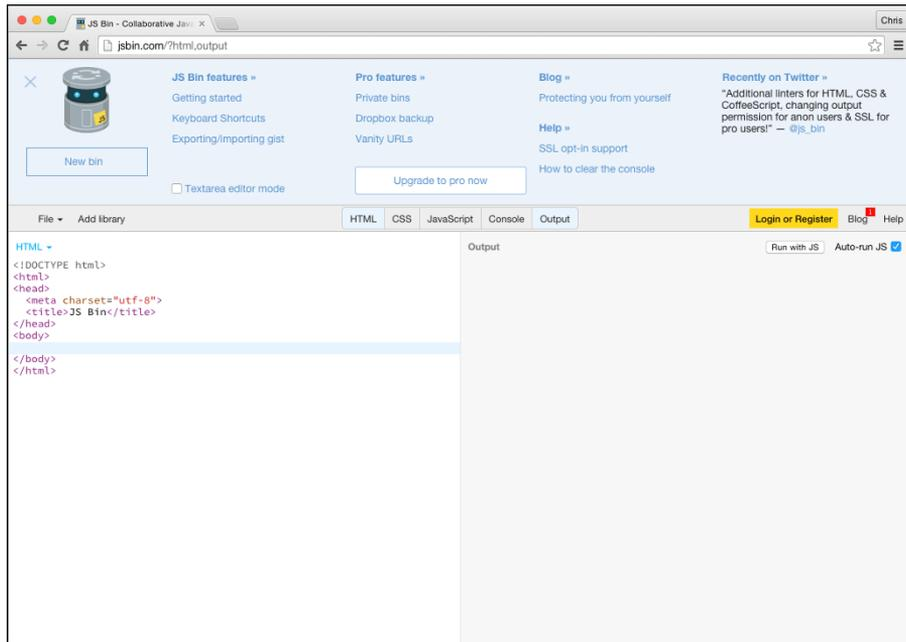 JS Bin - Collaborative Java
Chris
jsbin.com/?html,output
JS Bin features »
Getting started
Keyboard Shortcuts
Exporting/importing gist
Textarea editor mode
New bin
Pro features »
Private bins
Dropbox backup
Vanity URLs
Upgrade to pro now
Blog »
Protecting you from yourself
Help »
SSL opt-in support
How to clear the console
Recently on Twitter »
"Additional linters for HTML, CSS &
CoffeeScript, changing output
permission for anon users & SSL for
pro users!" — @js_bin
File Add library HTML CSS JavaScript Console Output Login or Register Blog 1 Help
HTML
Output Run with JS Auto-run JS
<!DOCTYPE html>
<html>
<head>
<meta charset="utf-8">
<title>JS Bin</title>
</head>
<body>
</body>
</html>